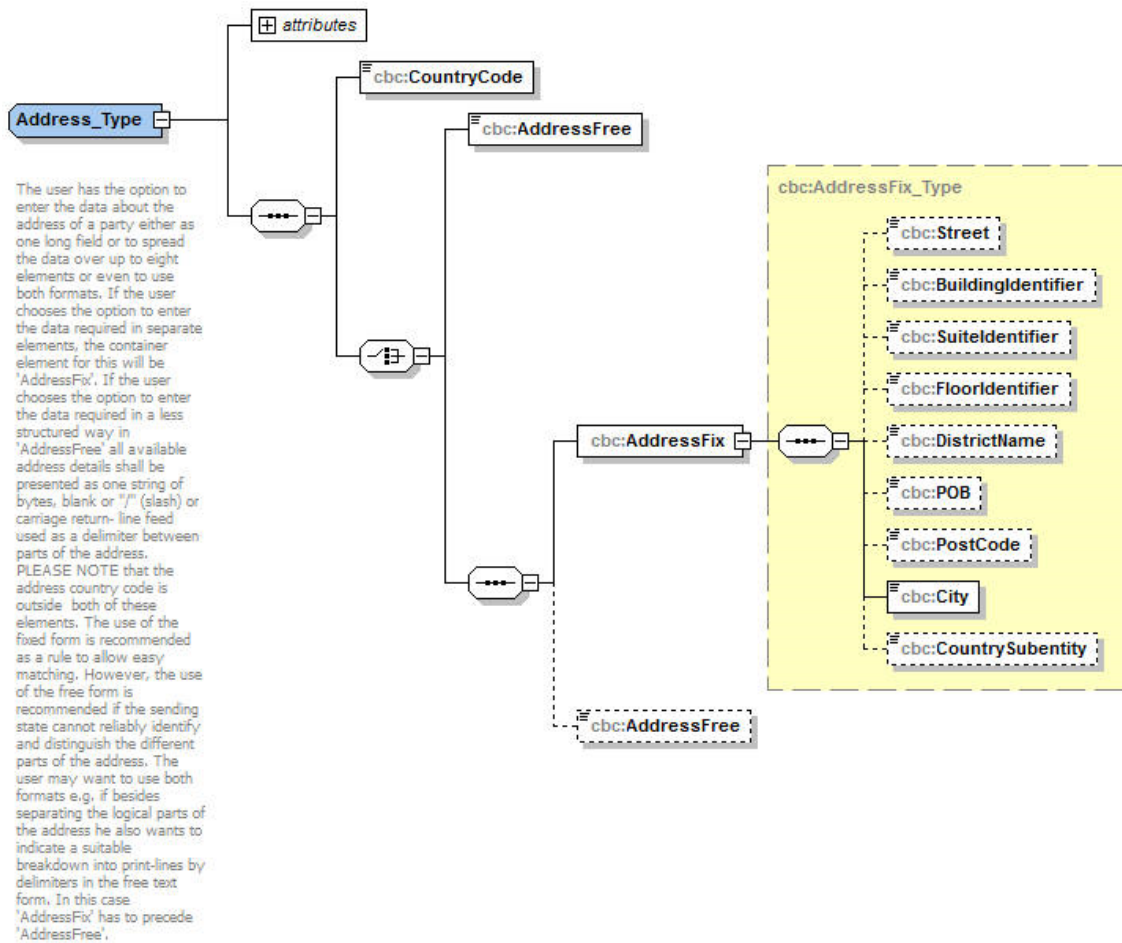 attributes
cbc:CountryCode
Address_Type
cbc:AddressFree
The user has the option to
enter the data about the
address of a party either as
one long field or to spread
the data over up to eight
elements or even to use
both formats. If the user
chooses the option to enter
the data required in separate
elements, the container
element for this will be
'AddressFix'. If the user
chooses the option to enter
the data required in a less
structured way in
'AddressFree' all available
address details shall be
presented as one string of
bytes, blank or "/" (slash) or
carriage return- line feed
used as a delimiter between
parts of the address.
PLEASE NOTE that the
address country code is
outside  both of these
elements. The use of the
fixed form is recommended
as a rule to allow easy
matching. However, the use
of the free form is
recommended if the sending
state cannot reliably identify
and distinguish the different
parts of the address. The
user may want to use both
formats e.g. if besides
separating the logical parts of
the address he also wants to
indicate a suitable
breakdown into print-lines by
delimiters in the free text
form. In this case
'AddressFix' has to precede
'AddressFree'.
cbc:AddressFix
cbc:AddressFree
cbc:AddressFix_Type
cbc:Street
cbc:BuildingIdentifier
cbc:SuiteIdentifier
cbc:FloorIdentifier
cbc:DistrictName
cbc:POB
cbc:PostCode
cbc:City
cbc:CountrySubentity